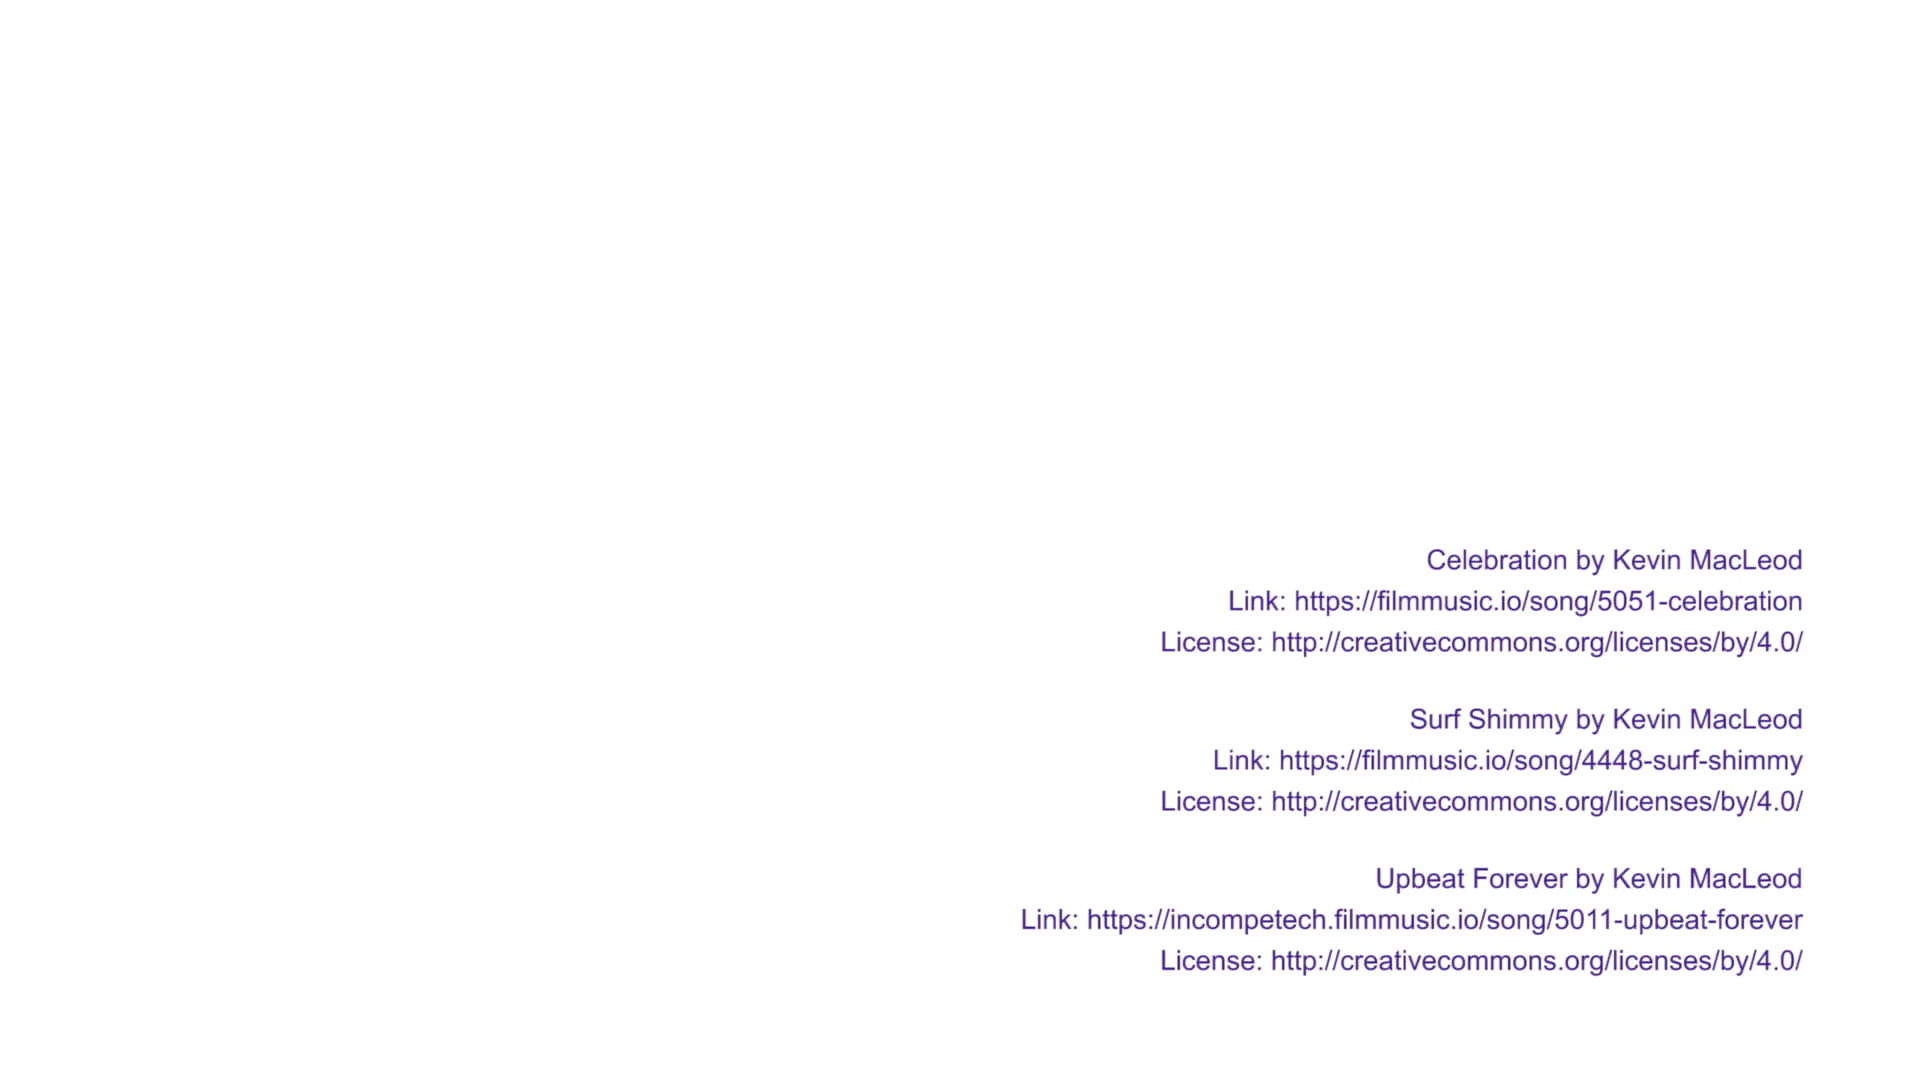 Celebration by Kevin MacLeod
Link: https://filmmusic.io/song/5051-celebration
License: http://creativecommons.org/licenses/by/4.0/
Surf Shimmy by Kevin MacLeod
Link: https://filmmusic.io/song/4448-surf-shimmy
License: http://creativecommons.org/licenses/by/4.0/
Upbeat Forever by Kevin MacLeod
Link: https://incompetech.filmmusic.io/song/5011-upbeat-forever
License: http://creativecommons.org/licenses/by/4.0/